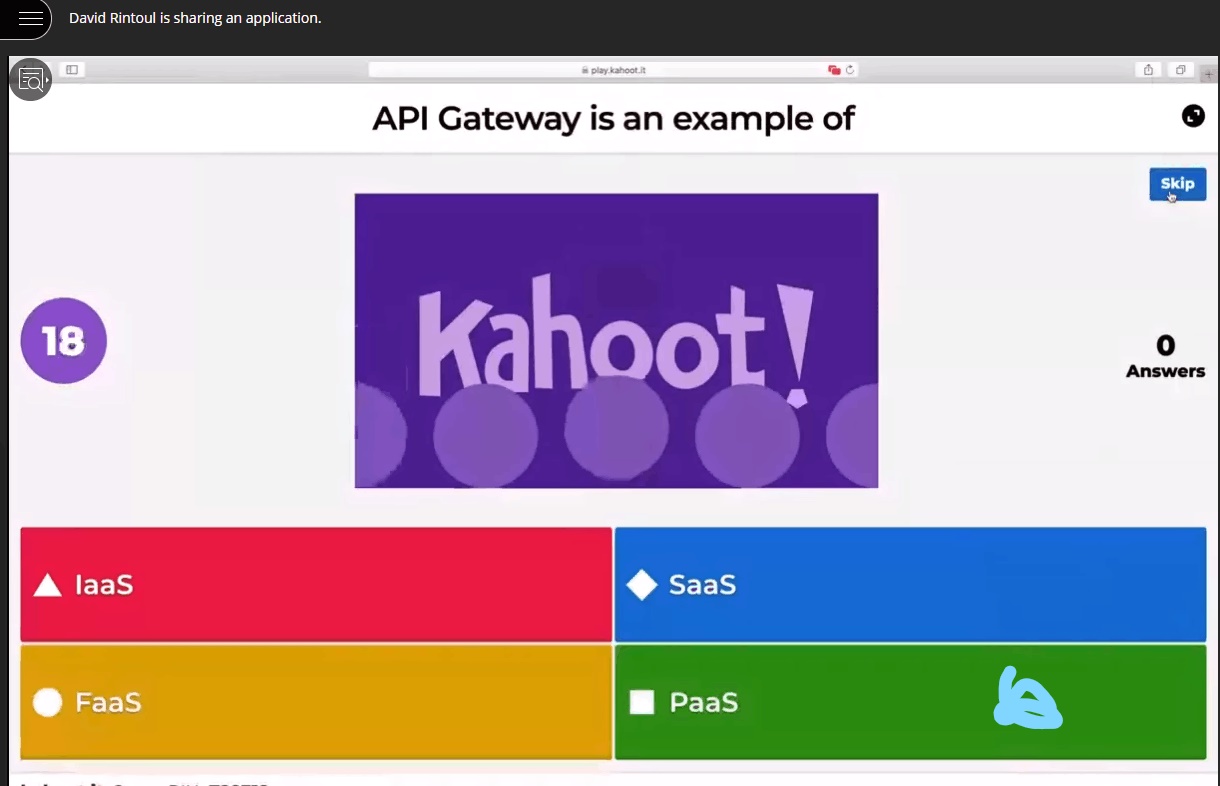 David Rintoul is sharing an application.
play.kahoot.it
API Gateway is an example of
Skip
Kahoot!
18
0
Answers
IaaS
SaaS
FaaS
PaaS